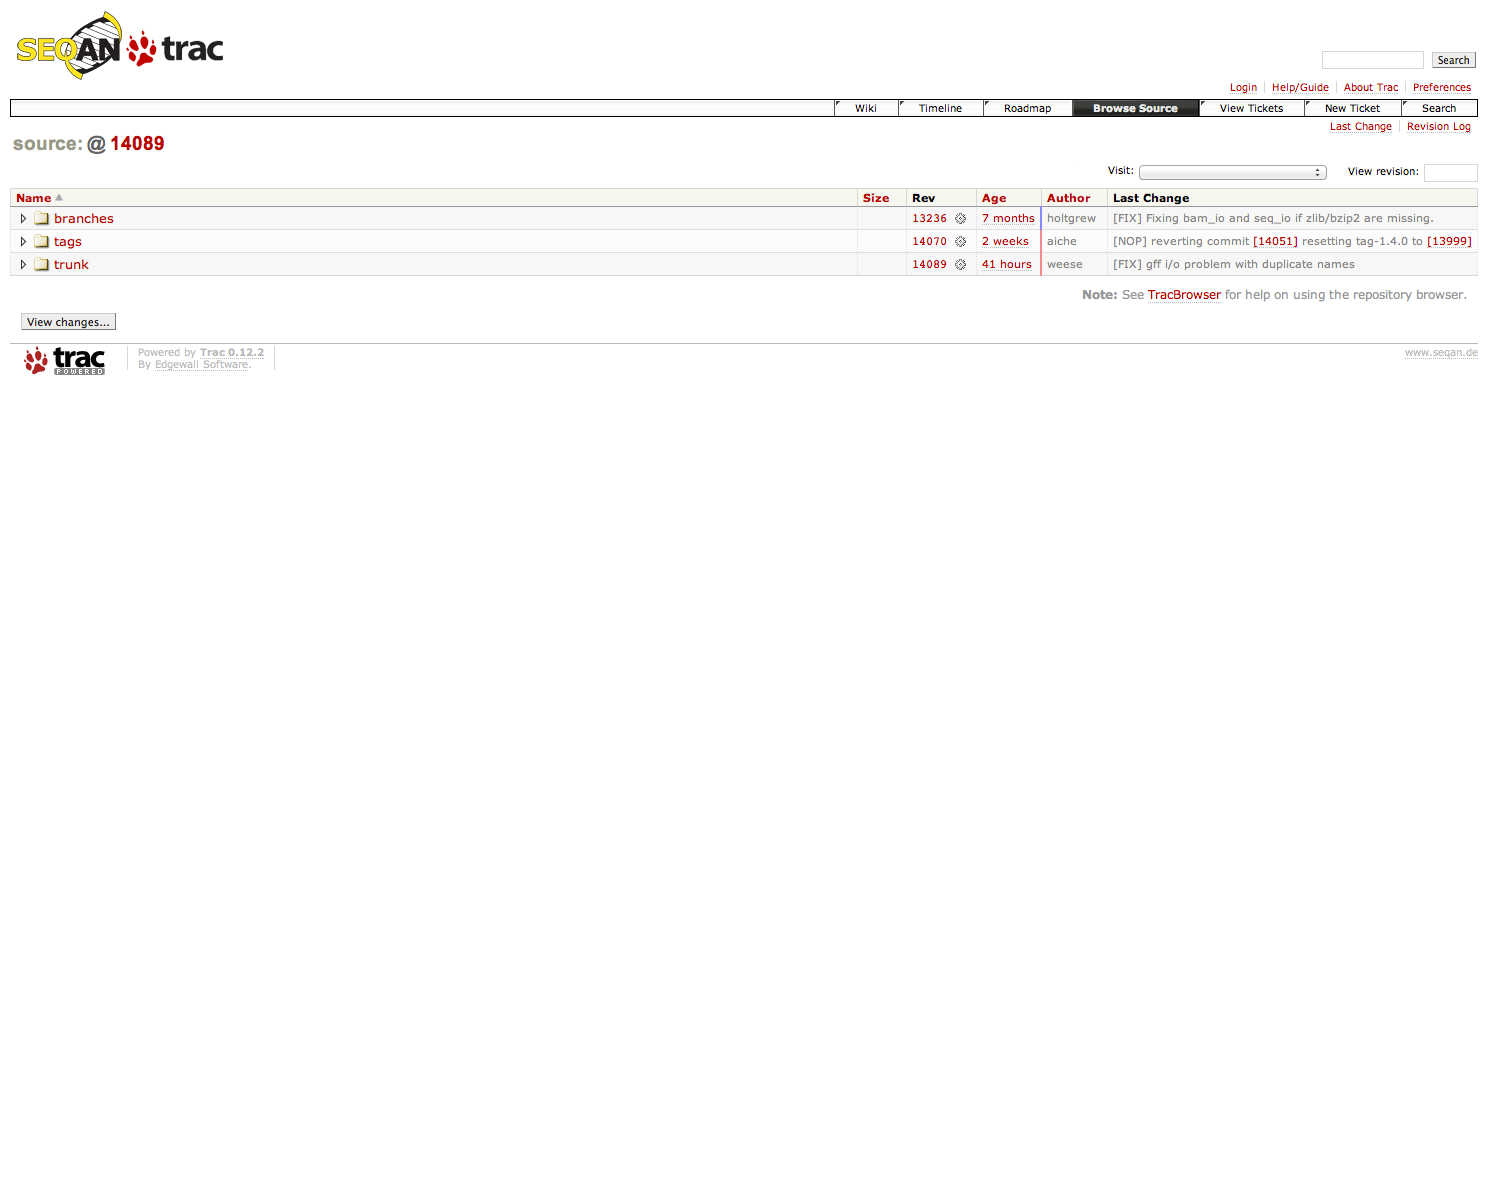 SEQAN trac
Search
Login Help/Guide About Trac Preferences
Wiki Timeline Roadmap Browse Source View Tickets New Ticket Search
Last Change Revision Log
source: @ 14089
Visit: View revision:
Name Size Rev Age Author Last Change
branches 13236 7 months holtgrew [FIX] Fixing bam_io and seq_io if zlib/bzip2 are missing.
tags 14070 2 weeks aiche [NOP] reverting commit [14051] resetting tag-1.4.0 to [13999]
trunk 14089 41 hours weese [FIX] gff i/o problem with duplicate names
Note: See TracBrowser for help on using the repository browser.
View changes...
trac POWERED
Powered by Trac 0.12.2
By Edgewall Software.
www.seqan.de